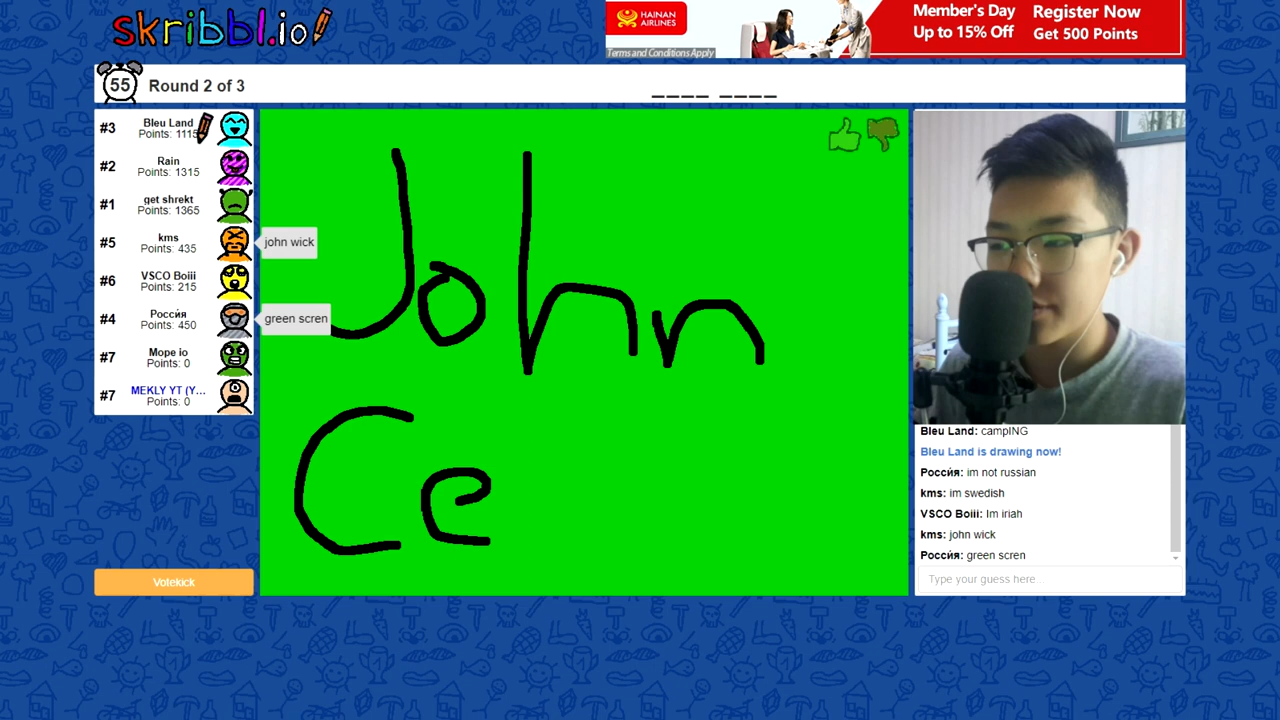 skribbl.io
HAINAN AIRLINES
Terms and Conditions Apply
Member's Day
Up to 15% Off
Register Now
Get 500 Points
55
Round 2 of 3
____ ____
#3 Bleu Land
Points: 1115
#2 Rain
Points: 1315
#1 get shrekt
Points: 1365
#5 kms
Points: 435
john wick
#6 VSCO Boiii
Points: 215
#4 Россия
Points: 450
green scren
#7 Mope io
Points: 0
#7 MEKLY YT (Y...
Points: 0
Votekick
John
Ce
Bleu Land: campING
Bleu Land is drawing now!
Россия: im not russian
kms: im swedish
VSCO Boiii: Im iriah
kms: john wick
Россия: green scren
Type your guess here...